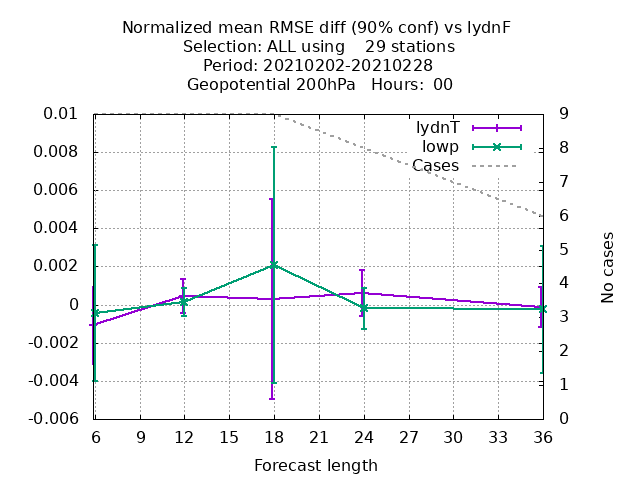 Normalized mean RMSE diff (90% conf) vs lydnF
Selection: ALL using    29 stations
Period: 20210202-20210228
Geopotential 200hPa   Hours:  00
0.01
0.008
0.006
0.004
0.002
0
-0.002
-0.004
-0.006
lydnT
lowp
Cases
9
8
7
6
5
4
3
2
1
0
No cases
6 9 12 15 18 21 24 27 30 33 36
Forecast length